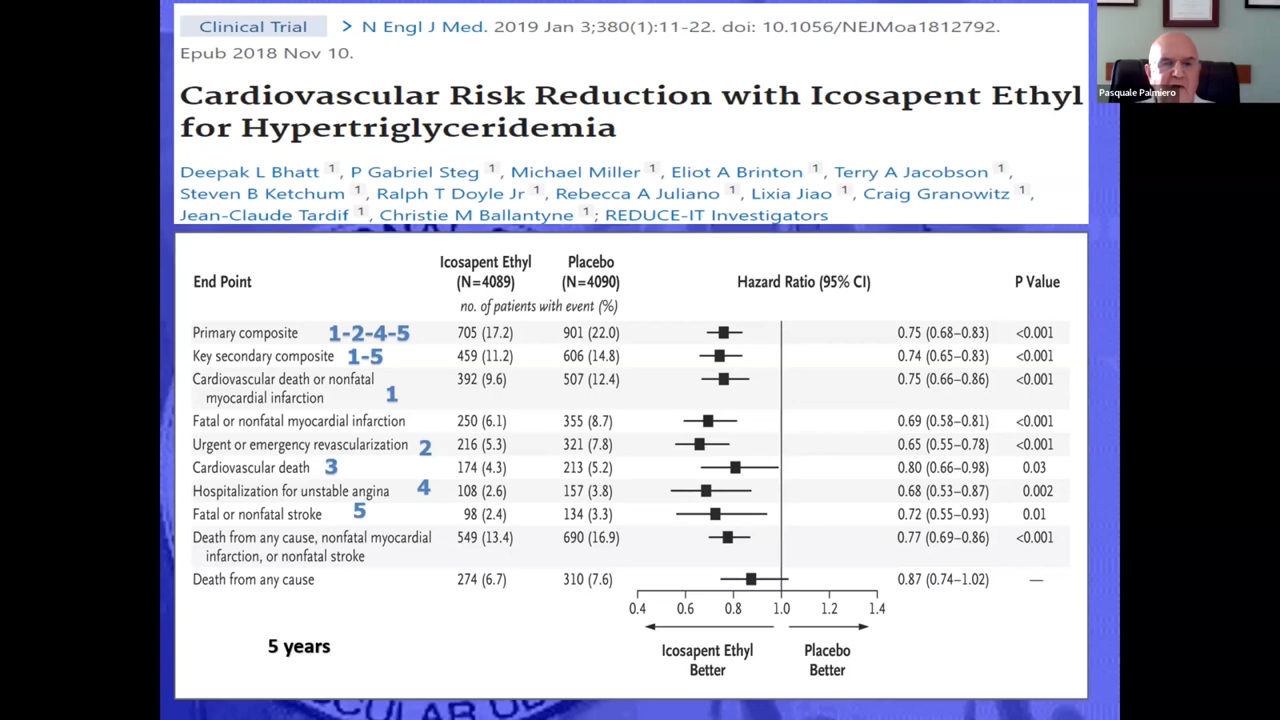 Clinical Trial > N Engl J Med. 2019 Jan 3;380(1):11-22. doi: 10.1056/NEJMoa1812792.
Epub 2018 Nov 10.
Cardiovascular Risk Reduction with Icosapent Ethyl
for Hypertriglyceridemia
Deepak L Bhatt 1, P Gabriel Steg 1, Michael Miller 1, Eliot A Brinton 1, Terry A Jacobson 1,
Steven B Ketchum 1, Ralph T Doyle Jr 1, Rebecca A Juliano 1, Lixia Jiao 1, Craig Granowitz 1,
Jean-Claude Tardif 1, Christie M Ballantyne 1; REDUCE-IT Investigators
Pasquale Palmiero
End Point Icosapent Ethyl (N=4089) Placebo (N=4090) Hazard Ratio (95% CI) P Value
no. of patients with event (%)
Primary composite 1-2-4-5 705 (17.2) 901 (22.0) 0.75 (0.68–0.83) <0.001
Key secondary composite 1-5 459 (11.2) 606 (14.8) 0.74 (0.65–0.83) <0.001
Cardiovascular death or nonfatal 392 (9.6) 507 (12.4) 0.75 (0.66–0.86) <0.001
myocardial infarction 1
Fatal or nonfatal myocardial infarction 250 (6.1) 355 (8.7) 0.69 (0.58–0.81) <0.001
Urgent or emergency revascularization 2 216 (5.3) 321 (7.8) 0.65 (0.55–0.78) <0.001
Cardiovascular death 3 174 (4.3) 213 (5.2) 0.80 (0.66–0.98) 0.03
Hospitalization for unstable angina 4 108 (2.6) 157 (3.8) 0.68 (0.53–0.87) 0.002
Fatal or nonfatal stroke 5 98 (2.4) 134 (3.3) 0.72 (0.55–0.93) 0.01
Death from any cause, nonfatal myocardial 549 (13.4) 690 (16.9) 0.77 (0.69–0.86) <0.001
infarction, or nonfatal stroke
Death from any cause 274 (6.7) 310 (7.6) 0.87 (0.74–1.02) —
0.4 0.6 0.8 1.0 1.2 1.4
5 years
Icosapent Ethyl Better Placebo Better